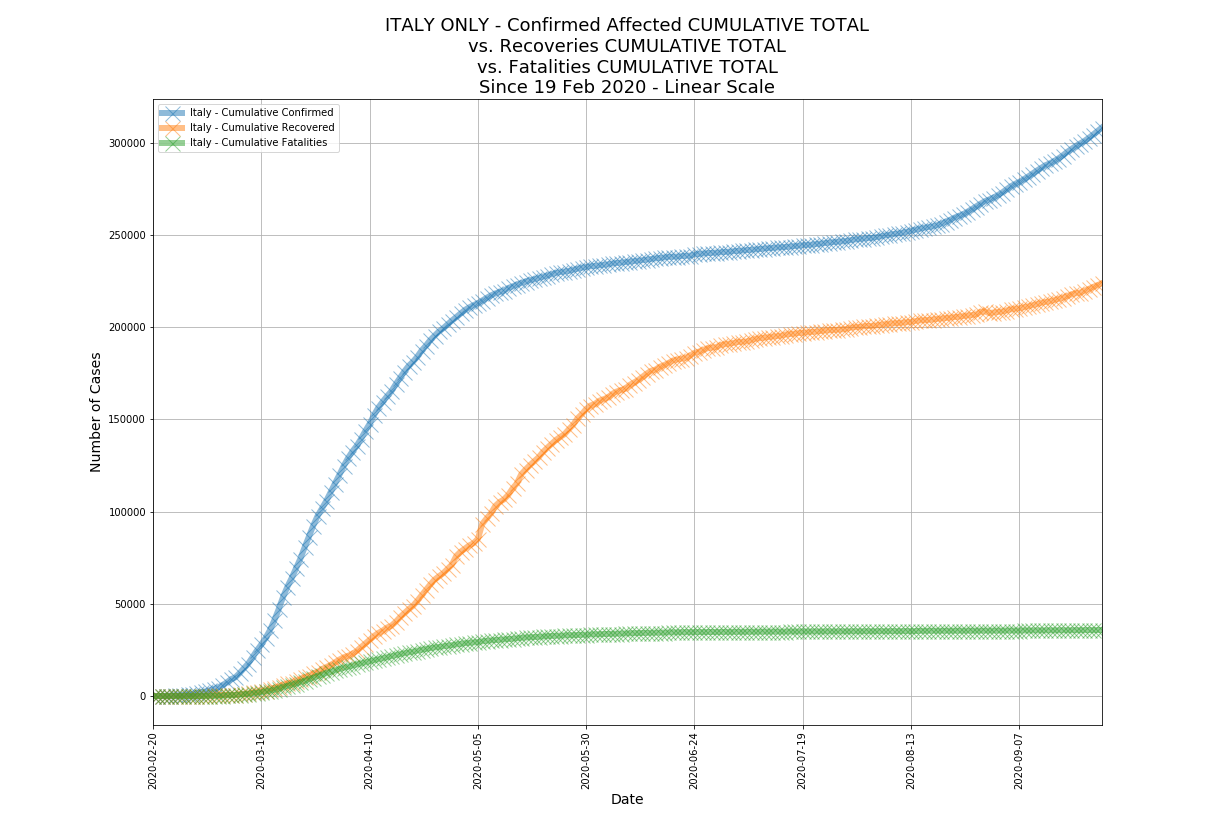 ITALY ONLY - Confirmed Affected CUMULATIVE TOTAL
vs. Recoveries CUMULATIVE TOTAL
vs. Fatalities CUMULATIVE TOTAL
Since 19 Feb 2020 - Linear Scale
Italy - Cumulative Confirmed
Italy - Cumulative Recovered
Italy - Cumulative Fatalities
300000
250000
200000
150000
100000
50000
0
Number of Cases
2020-02-20
2020-03-16
2020-04-10
2020-05-05
2020-05-30
2020-06-24
2020-07-19
2020-08-13
2020-09-07
Date